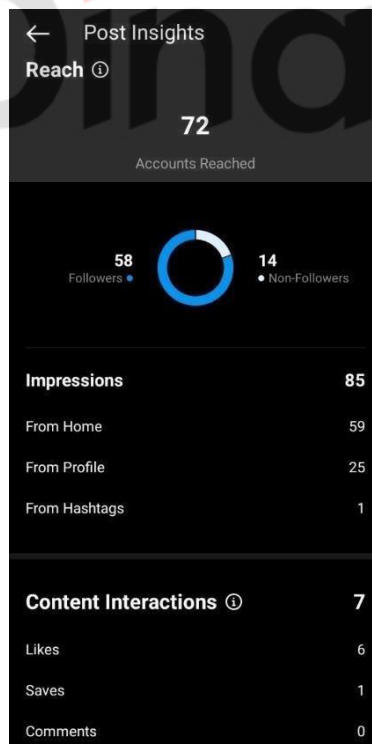 ← Post Insights
Reach ⓘ
72
Accounts Reached
58
Followers
14
Non-Followers
Impressions 85
From Home 59
From Profile 25
From Hashtags 1
Content Interactions ⓘ 7
Likes 6
Saves 1
Comments 0